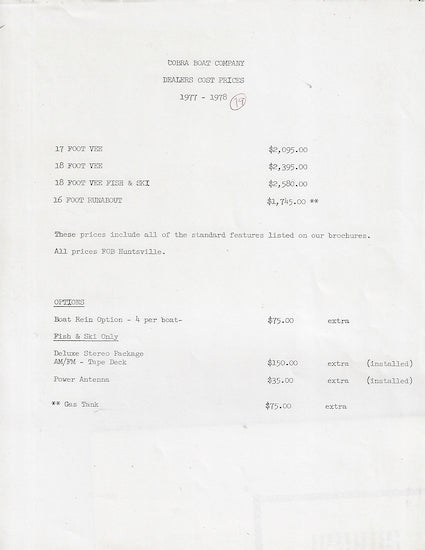 COBRA BOAT COMPANY
DEALERS COST PRICES
1977 - 1978 79
17 FOOT VEE $2,095.00
18 FOOT VEE $2,395.00
18 FOOT VEE FISH & SKI $2,580.00
16 FOOT RUNABOUT $1,745.00 **
These prices include all of the standard features listed on our brochures.
All prices FOB Huntsville.
OPTIONS
Boat Rein Option - 4 per boat- $75.00 extra
Fish & Ski Only
Deluxe Stereo Package
AM/FM - Tape Deck $150.00 extra (installed)
Power Antenna $35.00 extra (installed)
** Gas Tank $75.00 extra